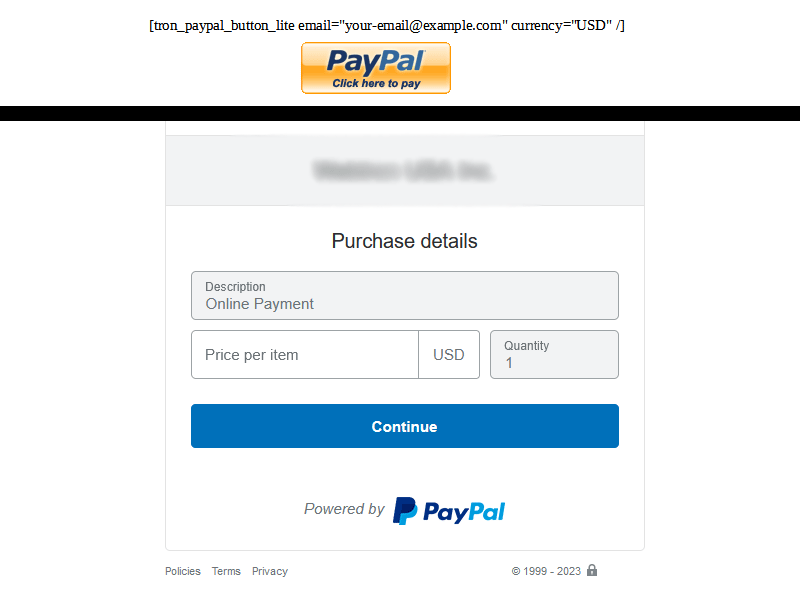 [tron_paypal_button_lite email="your-email@example.com" currency="USD" /]
PayPal
Click here to pay
Purchase details
Description
Online Payment
Price per item USD
Quantity
1
Continue
Powered by PayPal
Policies Terms Privacy © 1999 - 2023